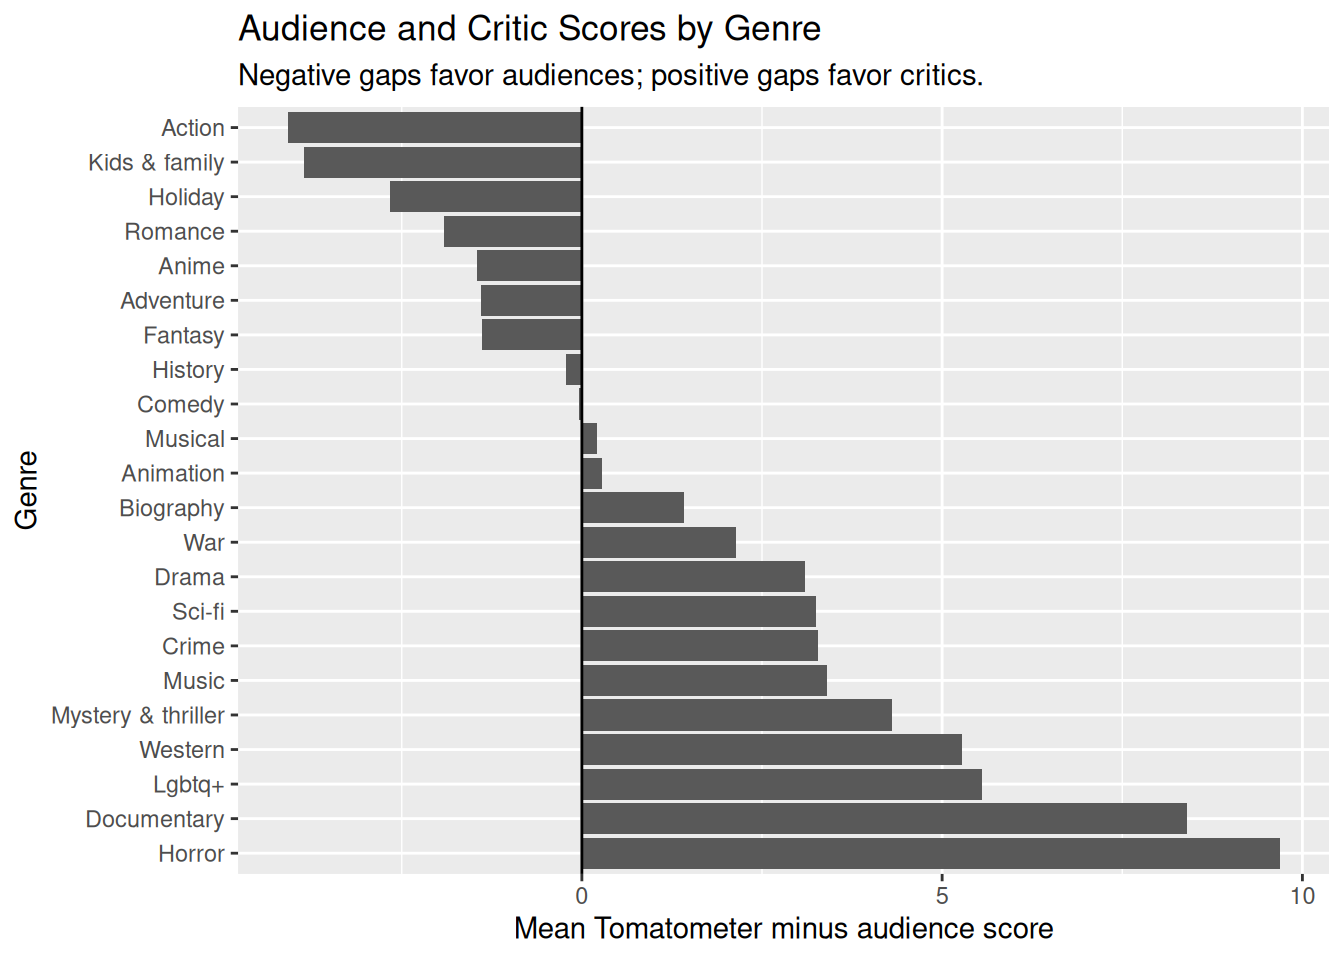 Audience and Critic Scores by Genre
Negative gaps favor audiences; positive gaps favor critics.
Genre
Action
Kids & family
Holiday
Romance
Anime
Adventure
Fantasy
History
Comedy
Musical
Animation
Biography
War
Drama
Sci-fi
Crime
Music
Mystery & thriller
Western
Lgbtq+
Documentary
Horror
0 5 10
Mean Tomatometer minus audience score